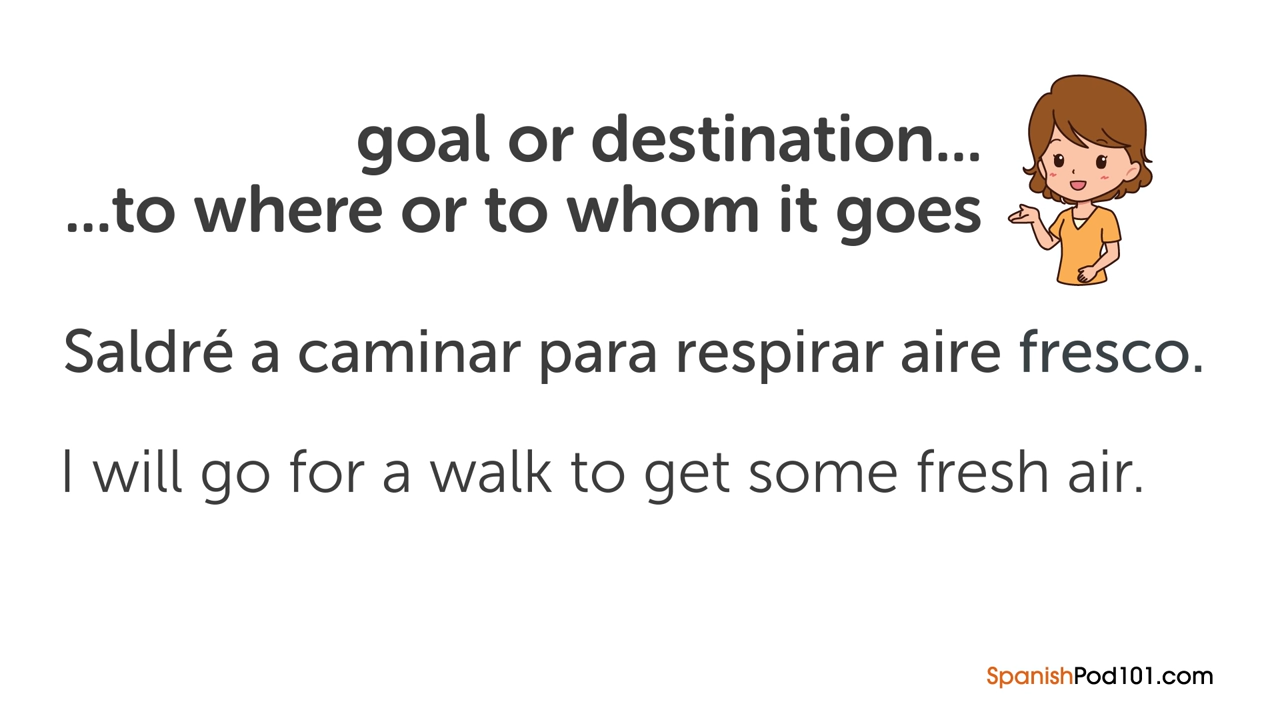 goal or destination...
...to where or to whom it goes
Saldré a caminar para respirar aire fresco.
I will go for a walk to get some fresh air.
SpanishPod101.com